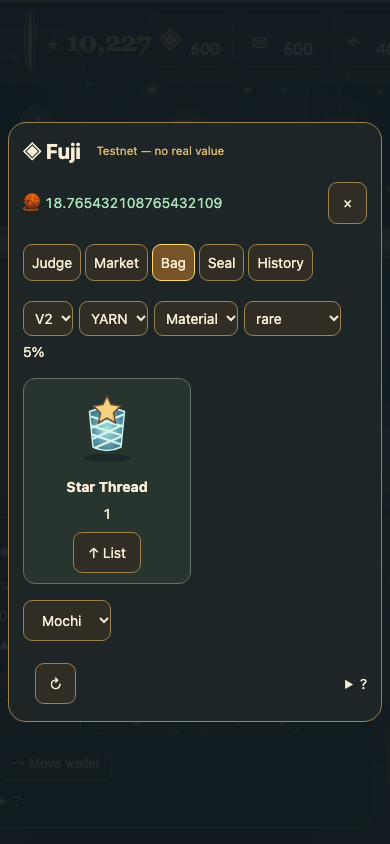 10,227 600 600 40
Fuji Testnet — no real value
18.765432108765432109 ×
Judge Market Bag Seal History
V2 YARN Material rare
5%
Star Thread
1
↑ List
Mochi
↻ ▶ ?
→ Move wallet
▶ ?